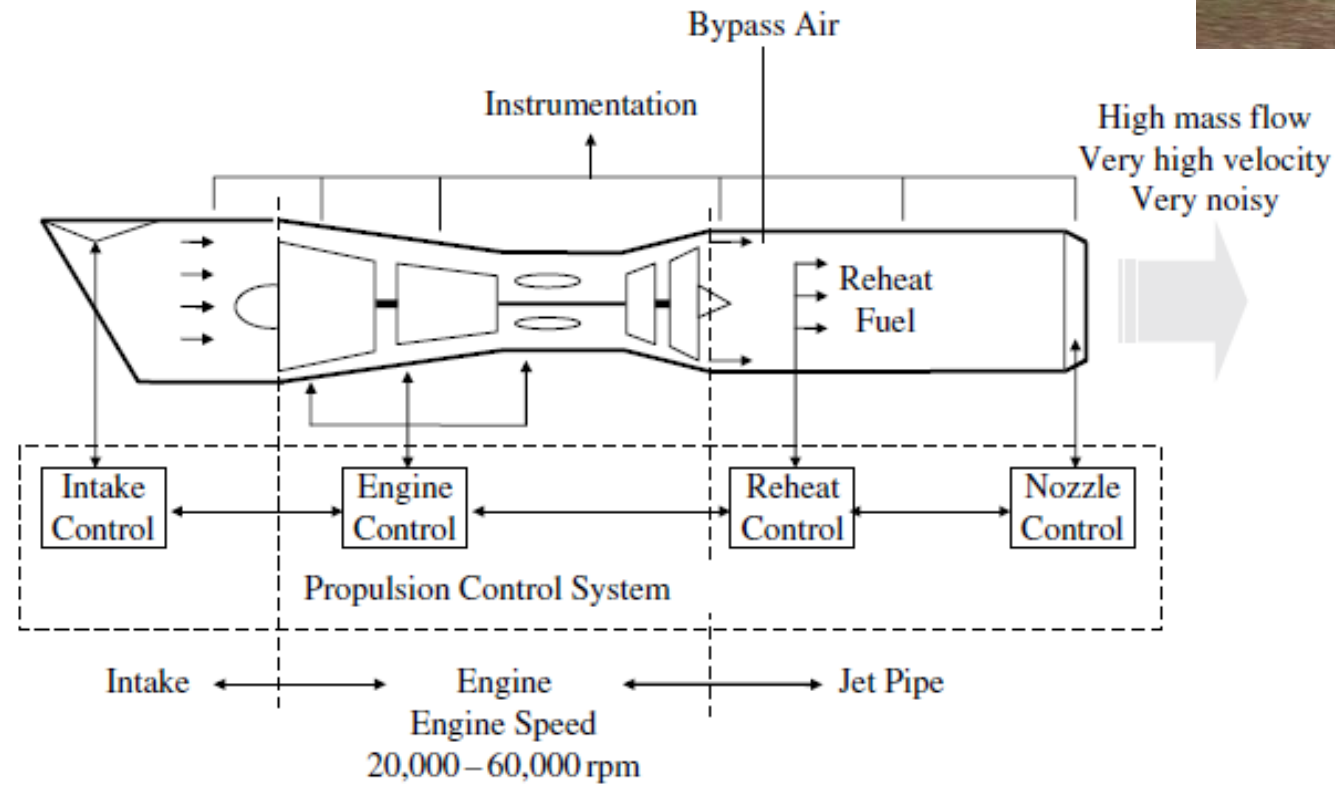 Bypass Air
Instrumentation
High mass flow
Very high velocity
Very noisy
Reheat
Fuel
Intake
Control
Engine
Control
Reheat
Control
Nozzle
Control
Propulsion Control System
Intake
Engine
Jet Pipe
Engine Speed
20,000 – 60,000 rpm